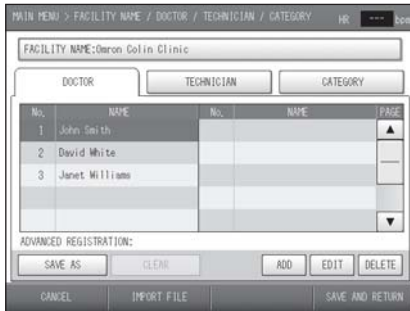 MAIN MENU > FACILITY NAME / DOCTOR / TECHNICIAN / CATEGORY HR --- bpm
FACILITY NAME:Omron Colin Clinic
DOCTOR TECHNICIAN CATEGORY
No. NAME No. NAME PAGE
1 John Smith
2 David White
3 Janet Williams
ADVANCED REGISTRATION:
SAVE AS CLEAR ADD EDIT DELETE
CANCEL IMPORT FILE SAVE AND RETURN